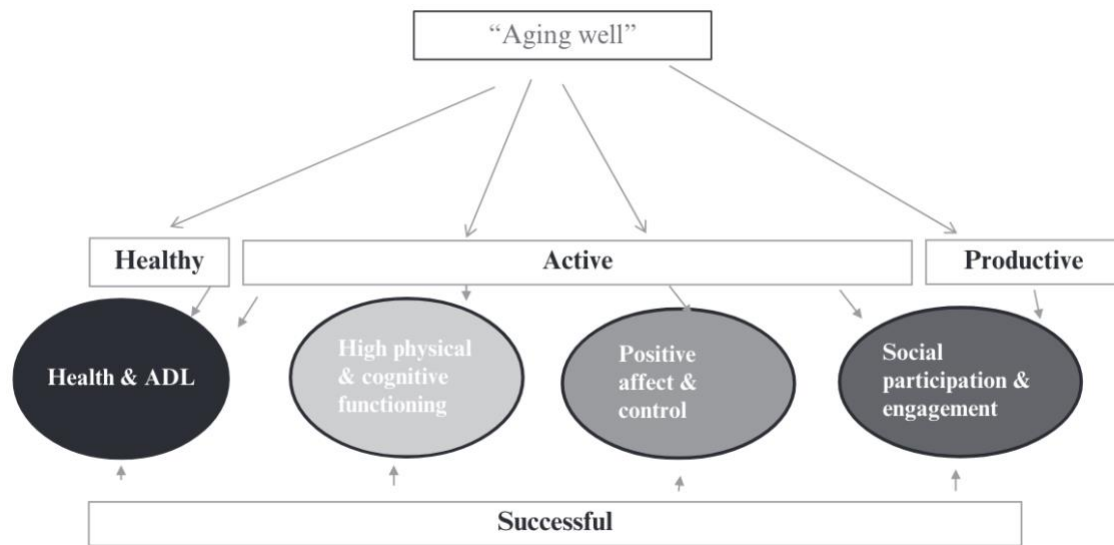 “Aging well”
Healthy
Active
Productive
Health & ADL
High physical
& cognitive
functioning
Positive
affect &
control
Social
participation &
engagement
Successful